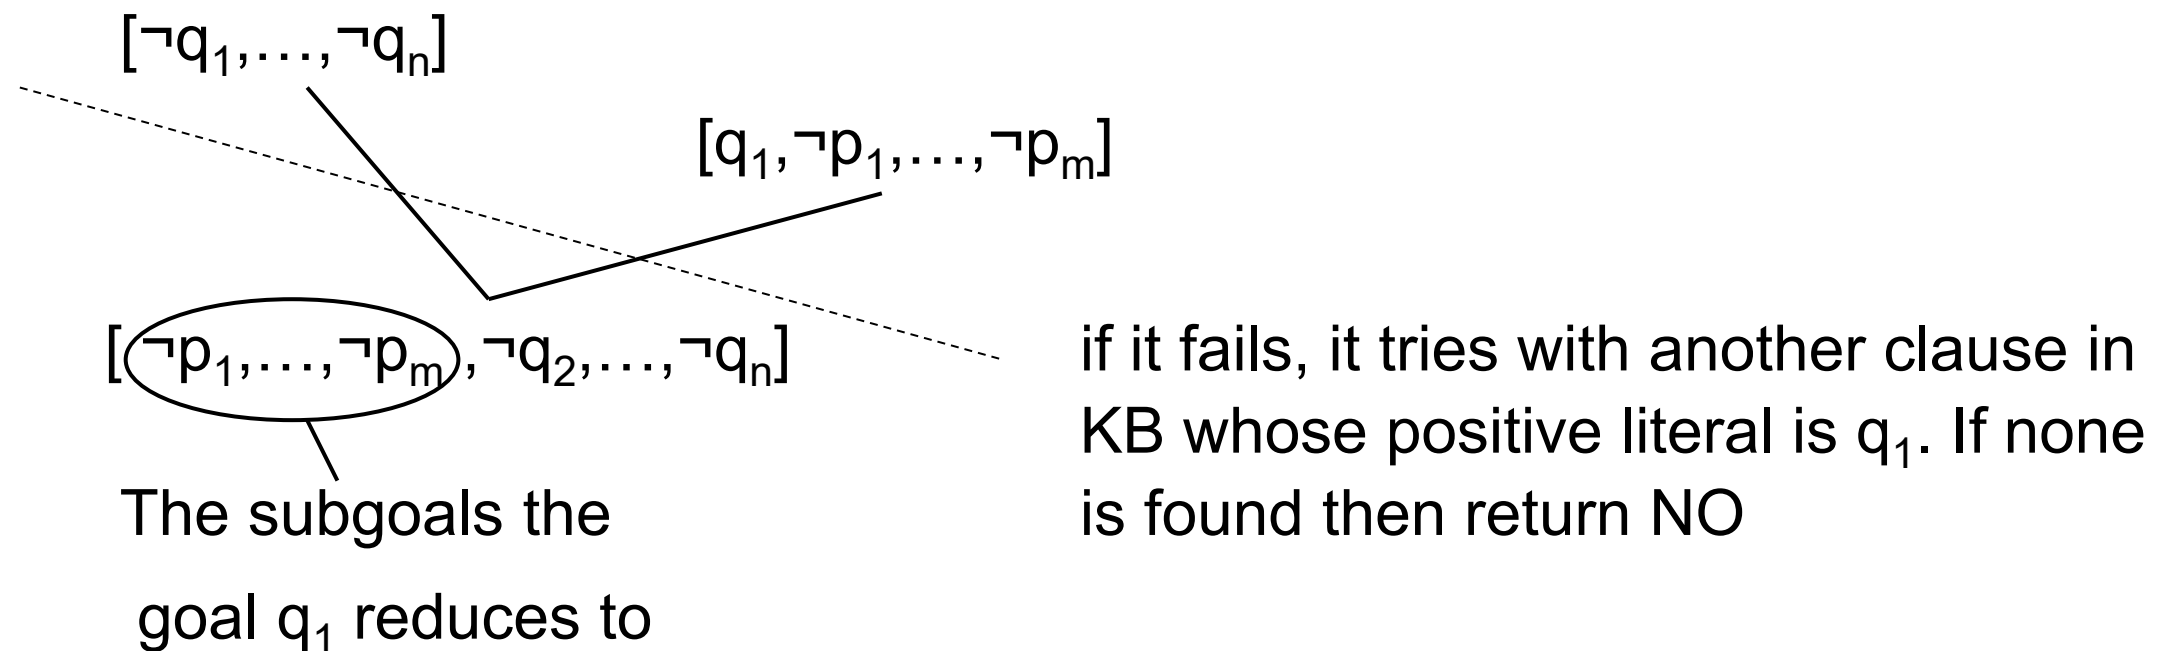 [¬q₁,…,¬qₙ]
[q₁,¬p₁,…,¬pₘ]
[¬p₁,…,¬pₘ,¬q₂,…,¬qₙ]
if it fails, it tries with another clause in
KB whose positive literal is q₁. If none
is found then return NO
The subgoals the
goal q₁ reduces to